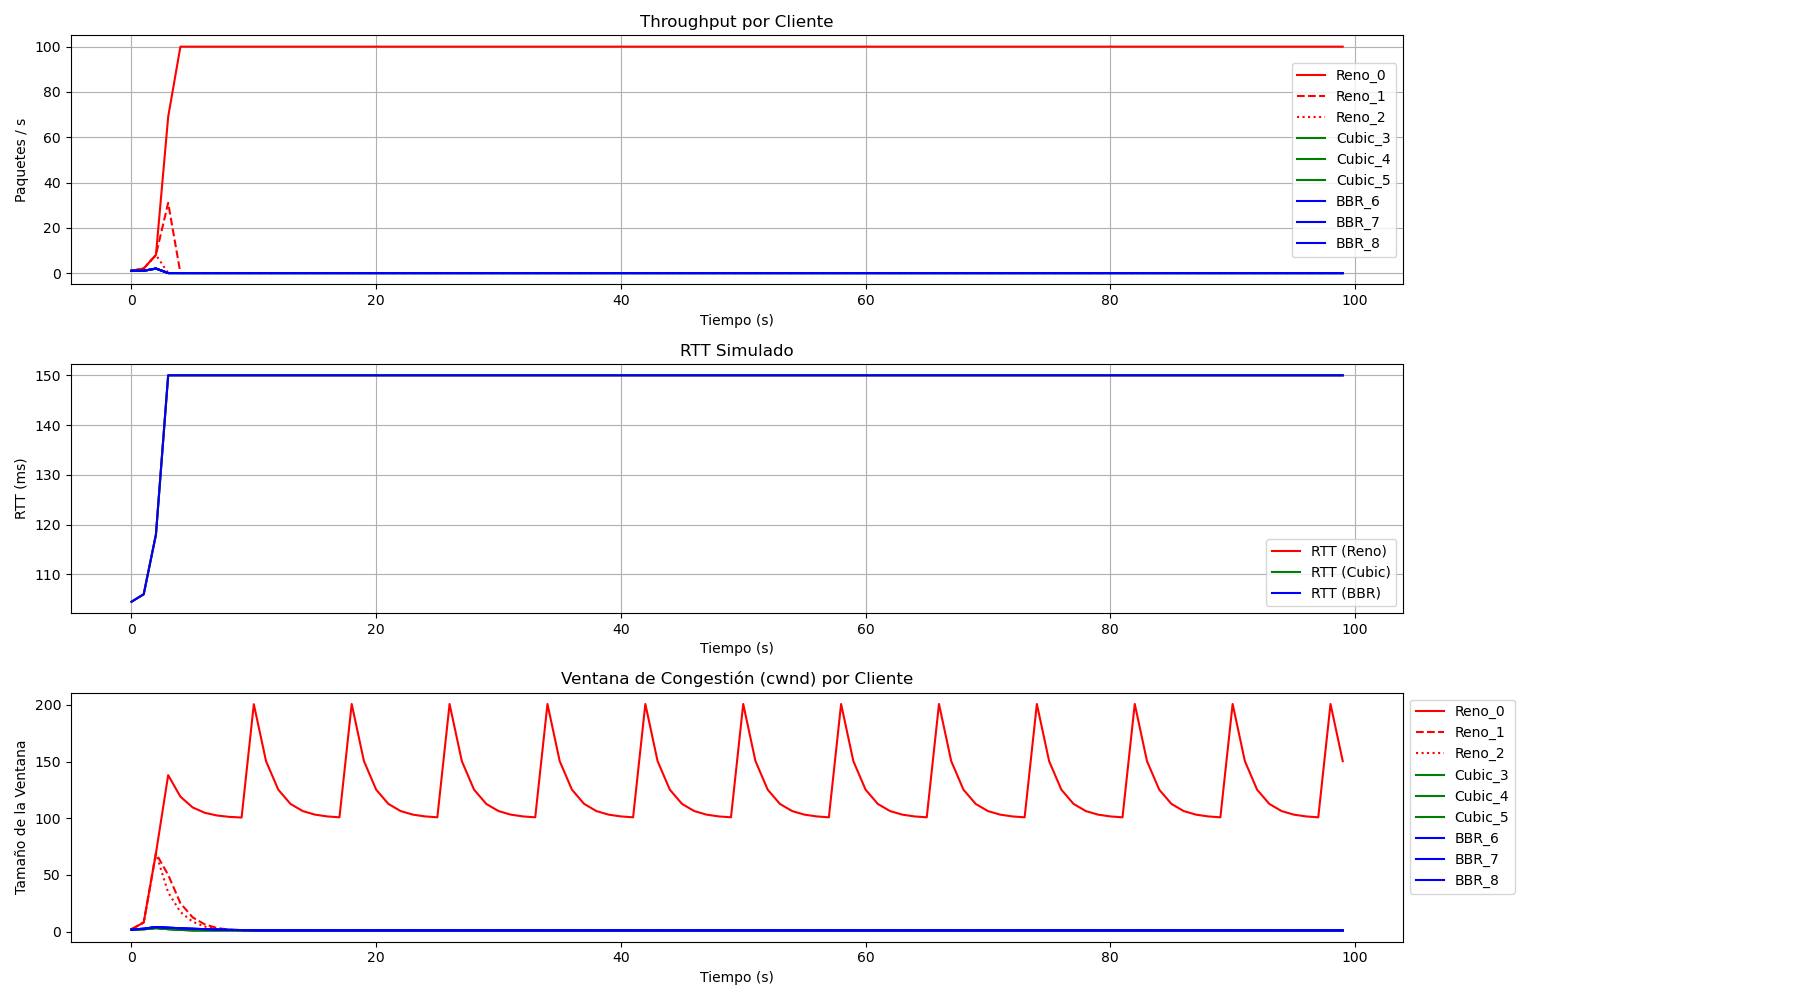 Throughput por Cliente
Paquetes / s
100
80
60
40
20
0
0 20 40 60 80 100
Tiempo (s)
Reno_0
Reno_1
Reno_2
Cubic_3
Cubic_4
Cubic_5
BBR_6
BBR_7
BBR_8
RTT Simulado
RTT (ms)
150
140
130
120
110
0 20 40 60 80 100
Tiempo (s)
RTT (Reno)
RTT (Cubic)
RTT (BBR)
Ventana de Congestión (cwnd) por Cliente
Tamaño de la Ventana
200
150
100
50
0
0 20 40 60 80 100
Tiempo (s)
Reno_0
Reno_1
Reno_2
Cubic_3
Cubic_4
Cubic_5
BBR_6
BBR_7
BBR_8